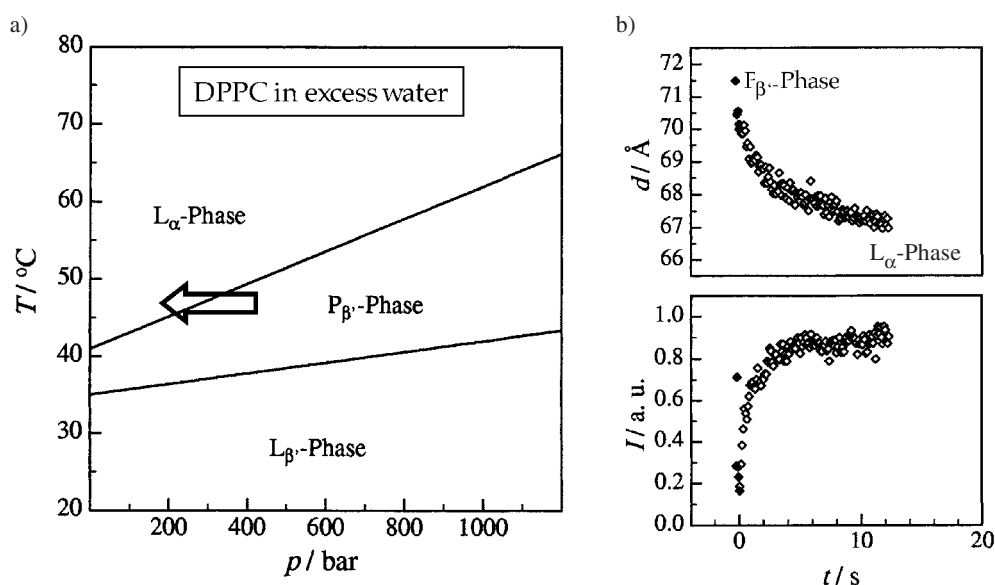 a)
80
70
60
50
40
30
20
T / °C
DPPC in excess water
Lα-Phase
Pβ'-Phase
Lβ'-Phase
200 400 600 800 1000
p / bar
b)
72
71
70
69
68
67
66
d / Å
Pβ'-Phase
Lα-Phase
1.0
0.8
0.6
0.4
0.2
0.0
I / a. u.
0 10 20
t / s